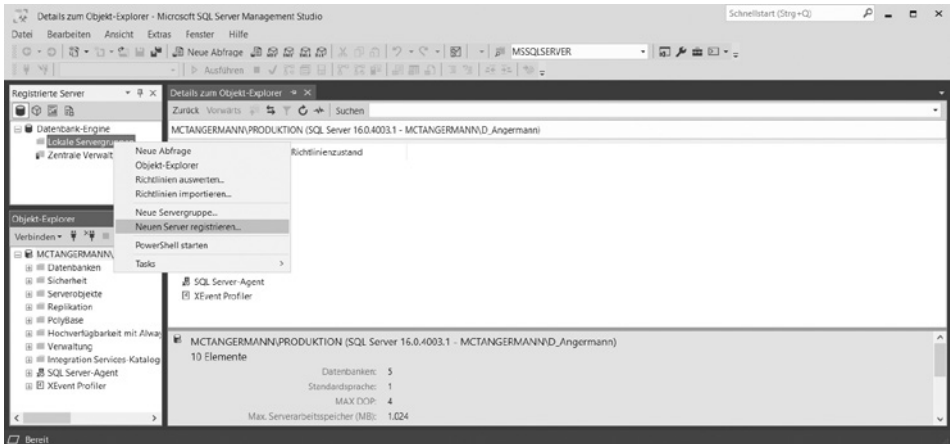 Details zum Objekt-Explorer - Microsoft SQL Server Management Studio
Schnellstart (Strg+Q)
Datei Bearbeiten Ansicht Extras Fenster Hilfe
Neue Abfrage
MSSQLSERVER
Ausführen
Registrierte Server
Datenbank-Engine
Lokale Servergruppen
Zentrale Verwalt
Details zum Objekt-Explorer
Zurück Vorwärts Suchen
MCTANGERMANN\PRODUKTION (SQL Server 16.0.4003.1 - MCTANGERMANN\D_Angermann)
Richtlinienzustand
Neue Abfrage
Objekt-Explorer
Richtlinien auswerten...
Richtlinien importieren...
Neue Servergruppe...
Neuen Server registrieren...
PowerShell starten
Tasks
Objekt-Explorer
Verbinden
MCTANGERMANN\
Datenbanken
Sicherheit
Serverobjekte
Replikation
PolyBase
Hochverfügbarkeit mit Alway
Verwaltung
Integration Services-Katalog
SQL Server-Agent
XEvent Profiler
SQL Server-Agent
XEvent Profiler
MCTANGERMANN\PRODUKTION (SQL Server 16.0.4003.1 - MCTANGERMANN\D_Angermann)
10 Elemente
Datenbanken: 5
Standardsprache: 1
MAX DOP: 4
Max. Serverarbeitsspeicher (MB): 1.024
Bereit